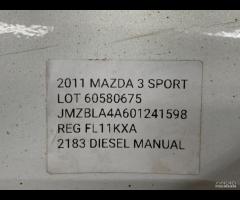 2011 MAZDA 3 SPORT
LOT 60580675
JMZBLA4A601241598
REG FL11KXA
2183 DIESEL MANUAL